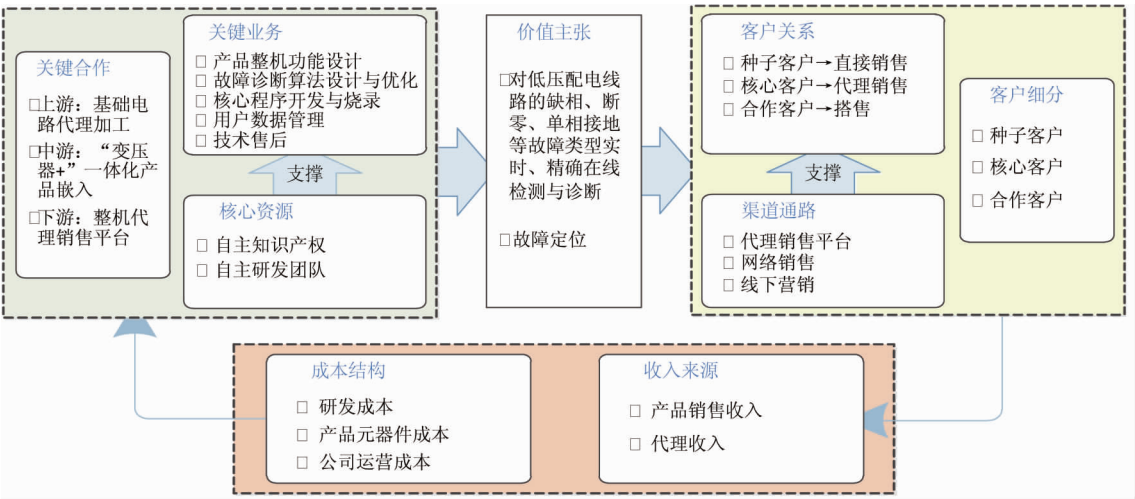 关键合作
□上游：基础电
路代理加工
□中游：“变压
器+”一体化产
品嵌入
□下游：整机代
理销售平台
关键业务
□ 产品整机功能设计
□ 故障诊断算法设计与优化
□ 核心程序开发与烧录
□ 用户数据管理
□ 技术售后
支撑
核心资源
□ 自主知识产权
□ 自主研发团队
价值主张
□对低压配电线
路的缺相、断
零、单相接地
等故障类型实
时、精确在线
检测与诊断
□故障定位
客户关系
□ 种子客户→直接销售
□ 核心客户→代理销售
□ 合作客户→搭售
支撑
渠道通路
□ 代理销售平台
□ 网络销售
□ 线下营销
客户细分
□ 种子客户
□ 核心客户
□ 合作客户
成本结构
□ 研发成本
□ 产品元器件成本
□ 公司运营成本
收入来源
□ 产品销售收入
□ 代理收入